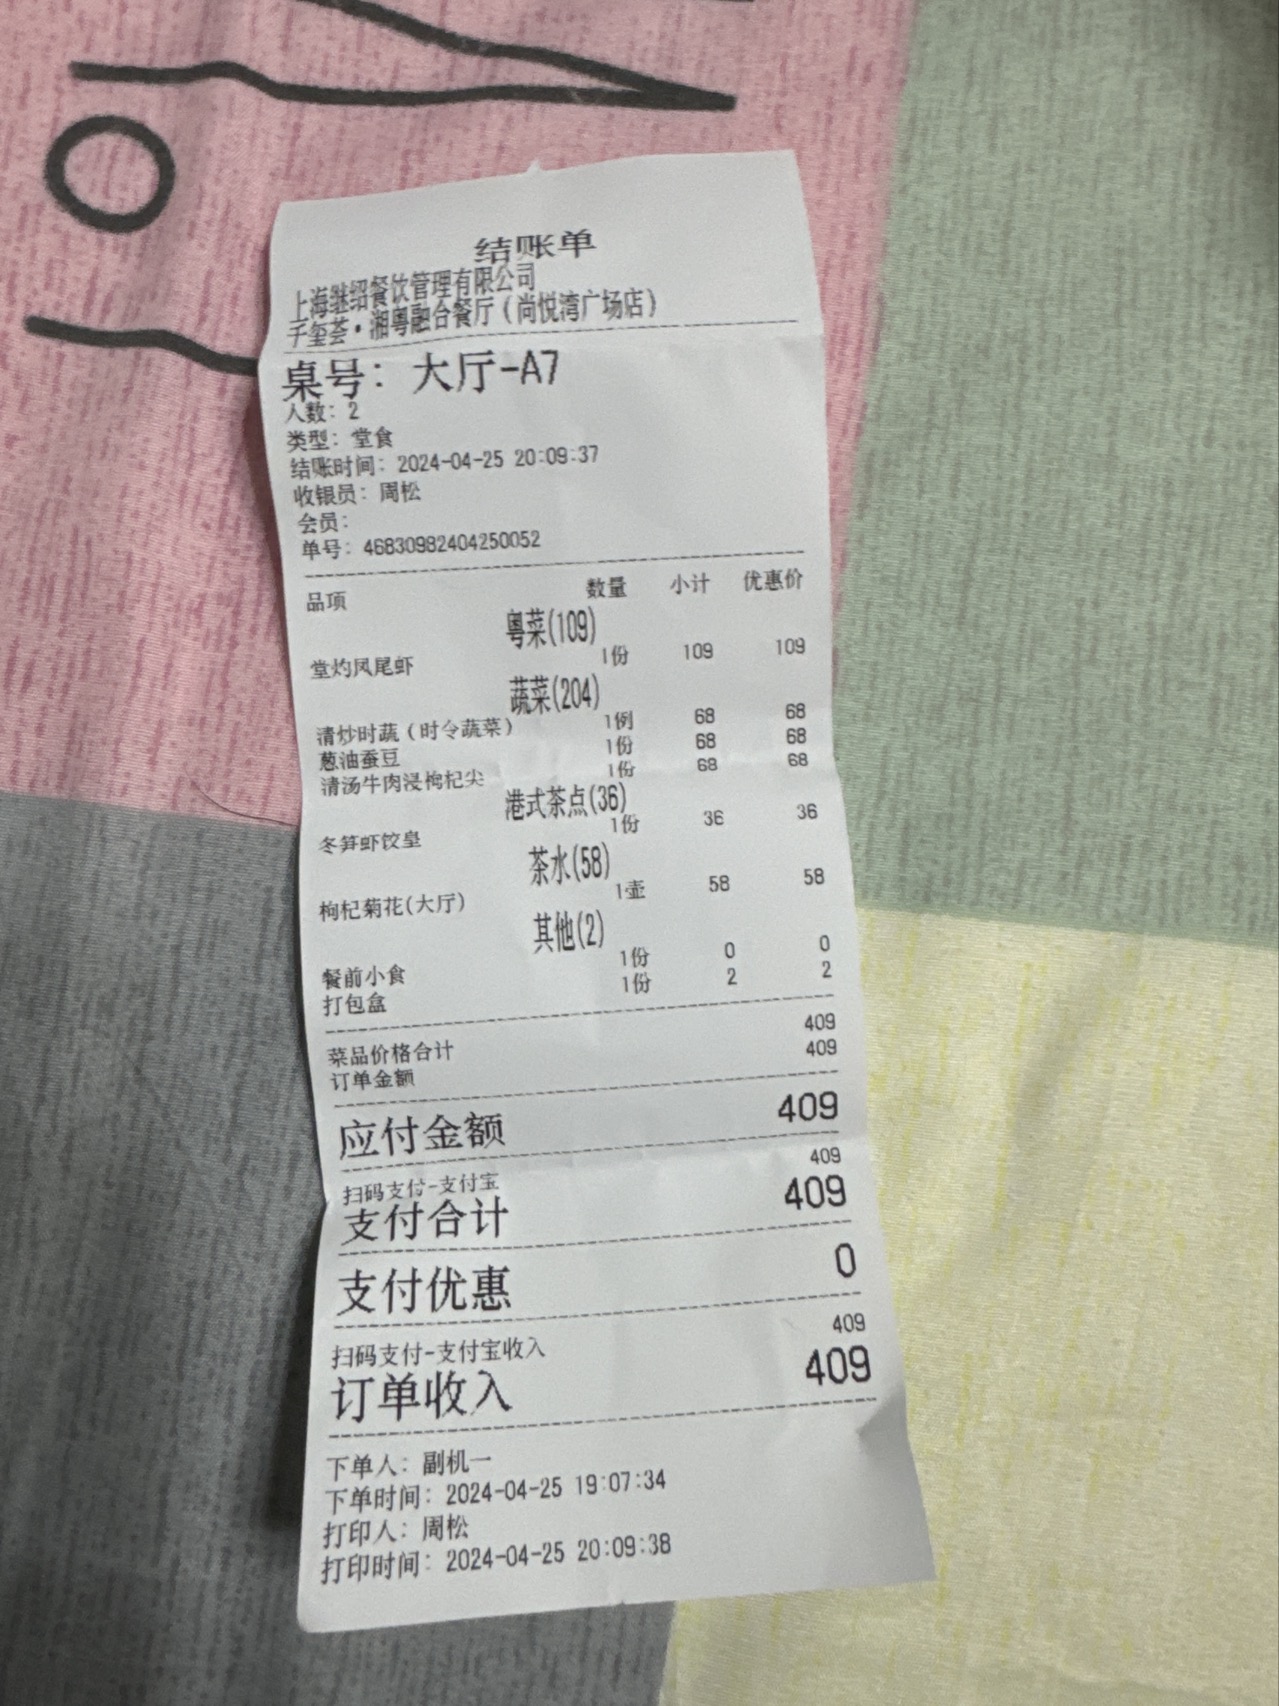 结账单
上海继绍餐饮管理有限公司
千玺荟·湘粤融合餐厅(尚悦湾广场店)
桌号: 大厅-A7
人数: 2
类型: 堂食
结账时间: 2024-04-25 20:09:37
收银员: 周松
会员:
单号: 46830982404250052
品项 数量 小计 优惠价
粤菜(109)
堂灼凤尾虾 1份 109 109
蔬菜(204)
清炒时蔬(时令蔬菜) 1例 68 68
葱油蚕豆 1份 68 68
清汤牛肉浸枸杞尖 1份 68 68
港式茶点(36)
冬笋虾饺皇 1份 36 36
茶水(58)
枸杞菊花(大厅) 1壶 58 58
其他(2)
餐前小食 1份 0 0
打包盒 1份 2 2
菜品价格合计 409
订单金额 409
应付金额 409
扫码支付-支付宝 409
支付合计 409
支付优惠 0
扫码支付-支付宝收入 409
订单收入 409
下单人: 副机一
下单时间: 2024-04-25 19:07:34
打印人: 周松
打印时间: 2024-04-25 20:09:38